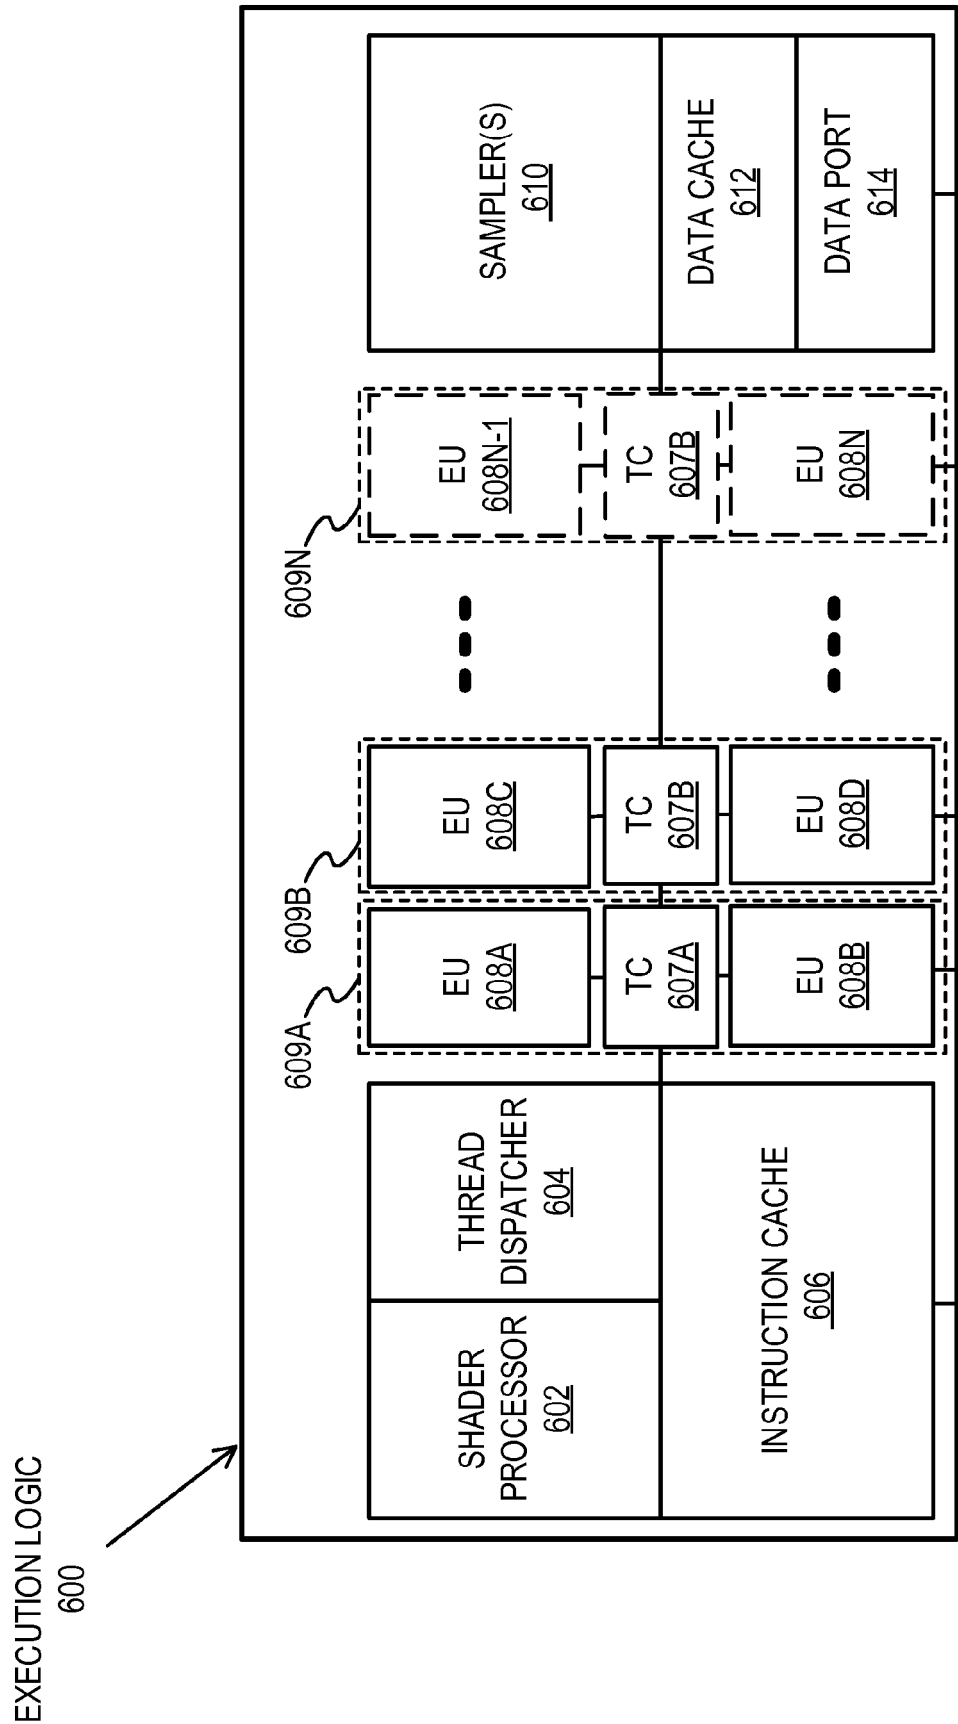 EXECUTION LOGIC
600
609A
609B
609N
SHADER
PROCESSOR
602
THREAD
DISPATCHER
604
INSTRUCTION CACHE
606
EU
608A
TC
607A
EU
608B
EU
608C
TC
607B
EU
608D
EU
608N-1
TC
607B
EU
608N
SAMPLER(S)
610
DATA CACHE
612
DATA PORT
614